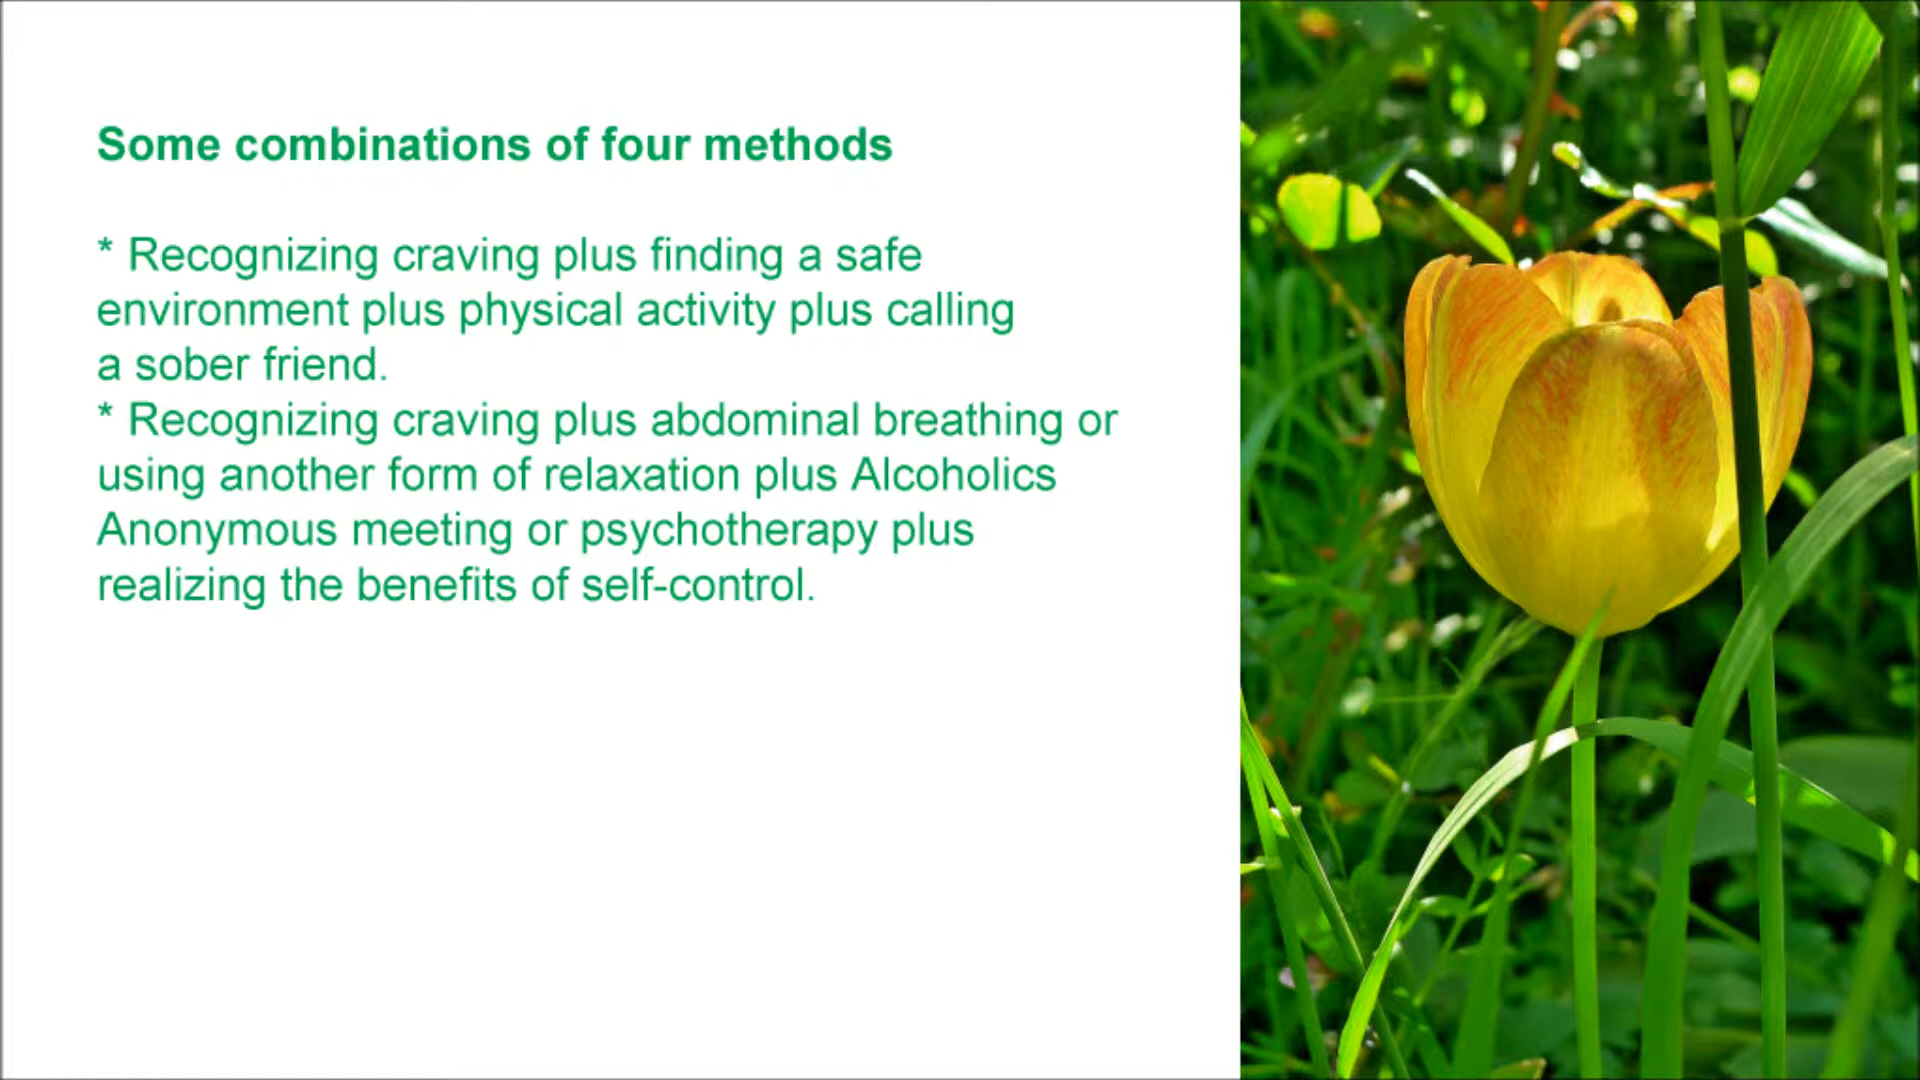 Some combinations of four methods
* Recognizing craving plus finding a safe
environment plus physical activity plus calling
a sober friend.
* Recognizing craving plus abdominal breathing or
using another form of relaxation plus Alcoholics
Anonymous meeting or psychotherapy plus
realizing the benefits of self-control.